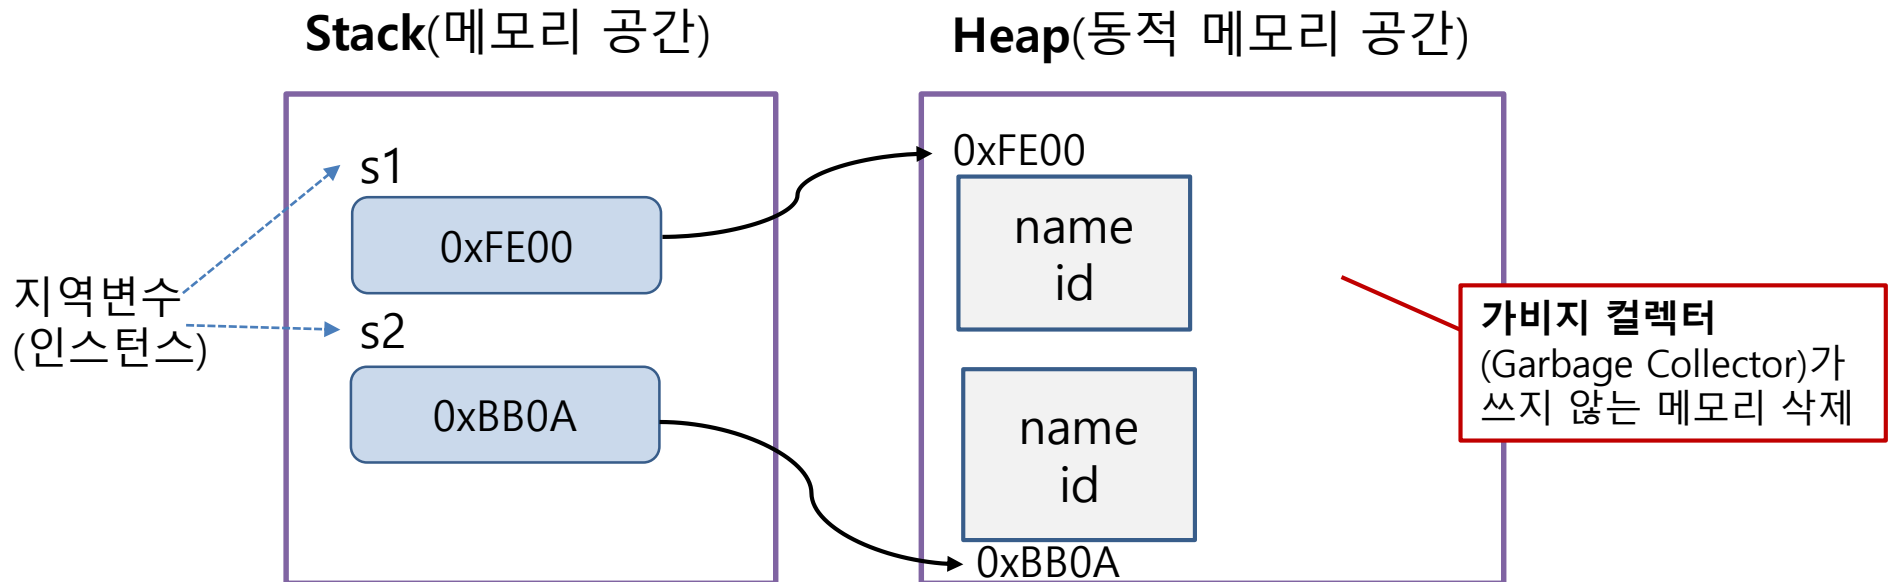 Stack(메모리 공간)
Heap(동적 메모리 공간)
지역변수
(인스턴스)
s1
0xFE00
s2
0xBB0A
0xFE00
name
id
name
id
0xBB0A
가비지 컬렉터
(Garbage Collector)가
쓰지 않는 메모리 삭제